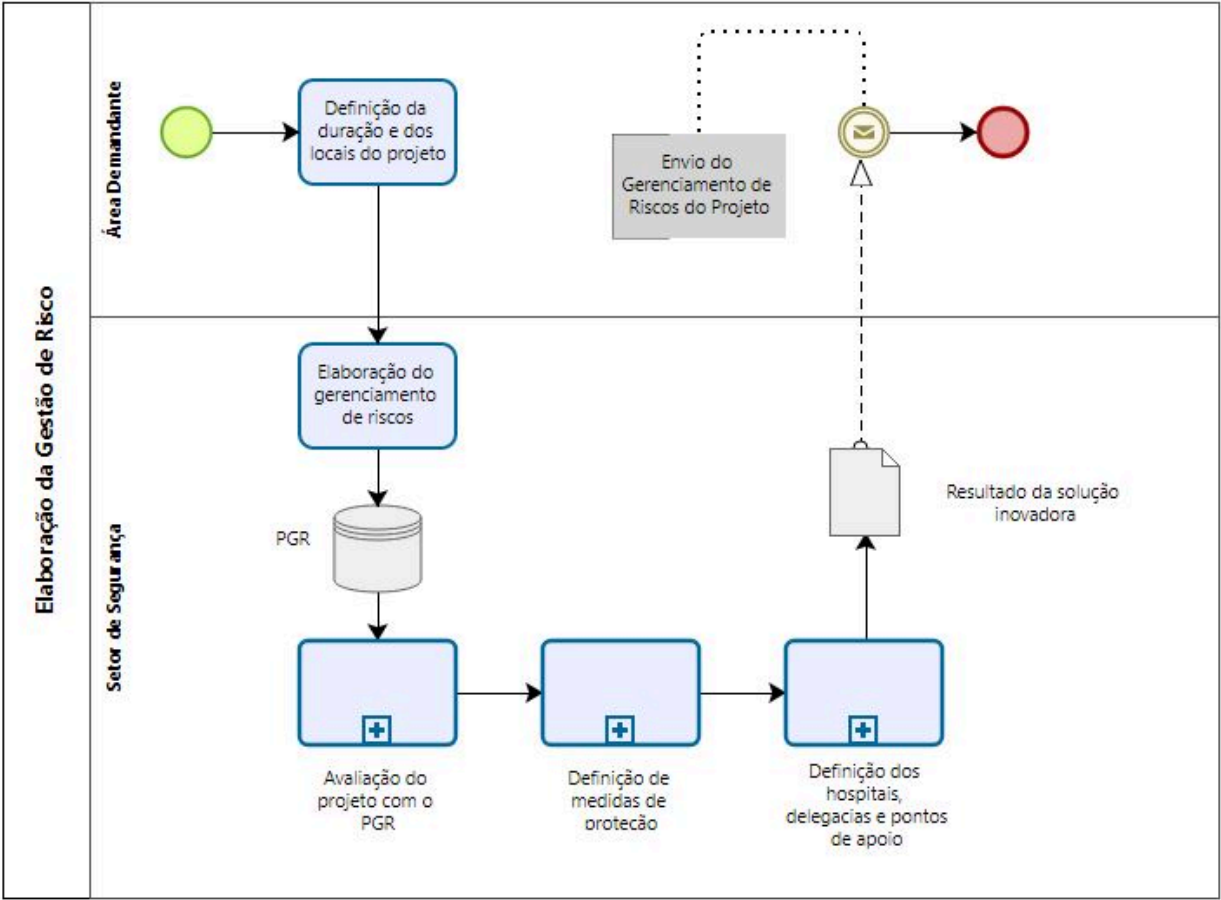 Elaboração da Gestão de Risco
Área Demandante
Definição da
duração e dos
locais do projeto
Envio do
Gerenciamento de
Riscos do Projeto
Setor de Segurança
Elaboração do
gerenciamento
de riscos
PGR
Resultado da solução
inovadora
Avaliação do
projeto com o
PGR
Definição de
medidas de
proteção
Definição dos
hospitais,
delegacias e pontos
de apoio